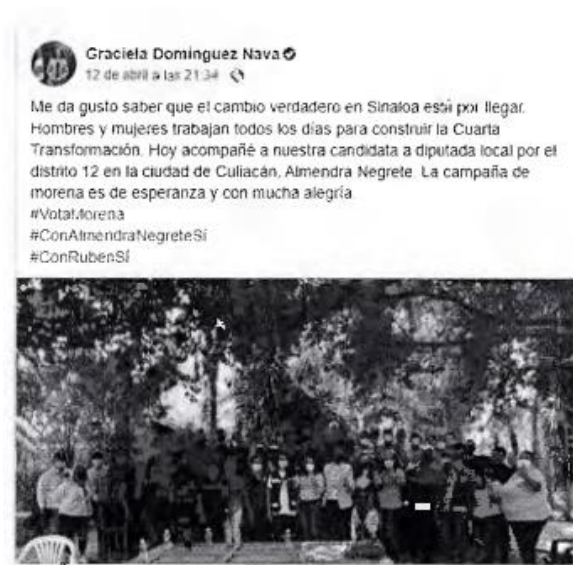 Graciela Domínguez Nava
12 de abril a las 21:34
Me da gusto saber que el cambio verdadero en Sinaloa está por llegar.
Hombres y mujeres trabajan todos los días para construir la Cuarta
Transformación. Hoy acompañé a nuestra candidata a diputada local por el
distrito 12 en la ciudad de Culiacán, Almendra Negrete. La campaña de
morena es de esperanza y con mucha alegría.
#VotaMorena
#ConAlmendraNegreteSí
#ConRubenSí